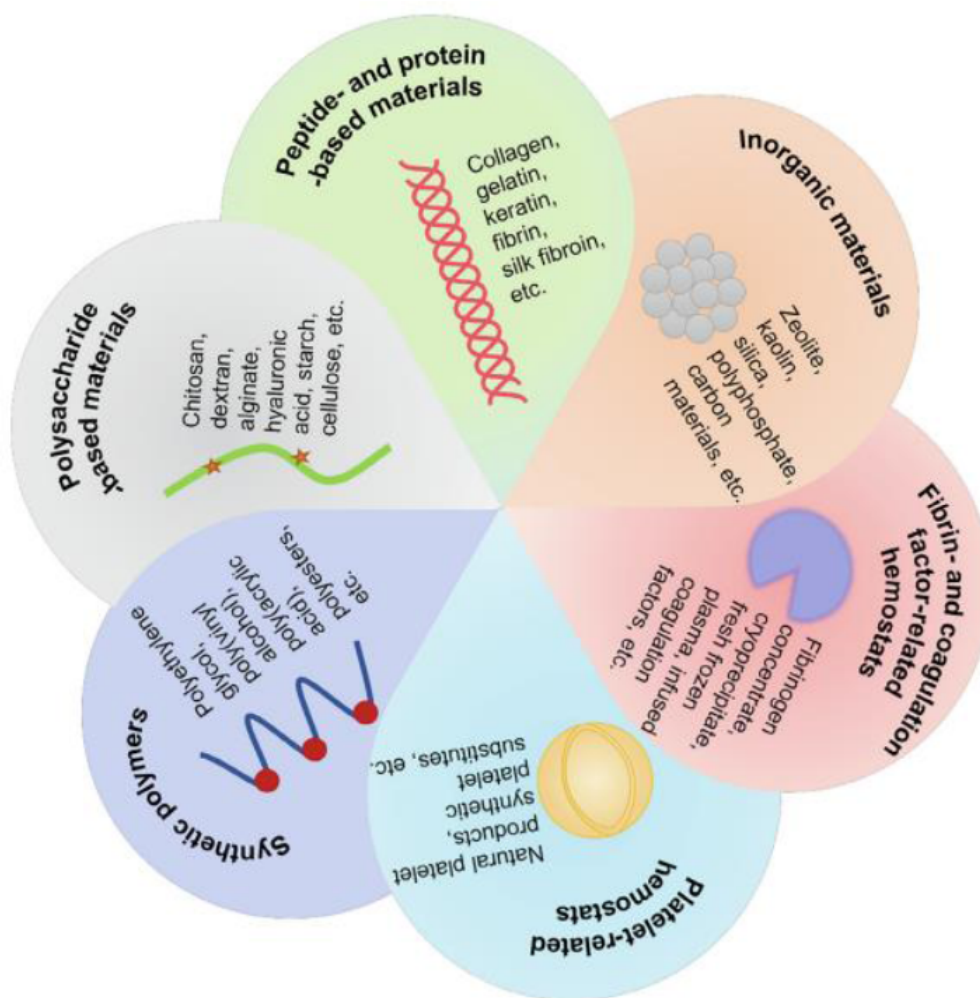 Peptide- and protein
-based materials
Collagen,
gelatin,
keratin,
fibrin,
silk fibroin,
etc.
Inorganic materials
Zeolite,
kaolin,
silica,
polyphosphate,
carbon
materials, etc.
Fibrin- and coagulation
factor-related
hemostats
Fibrinogen
concentrate,
cryoprecipitate,
fresh frozen
plasma, infused
coagulation
factors, etc.
Platelet-related
hemostats
Natural platelet
products,
synthetic
platelet
substitutes, etc.
Synthetic polymers
Polyethylene
glycol,
poly(vinyl
alcohol),
poly(acrylic
acid),
polyesters,
etc.
Polysaccharide
-based materials
Chitosan,
dextran,
alginate,
hyaluronic
acid, starch,
cellulose, etc.